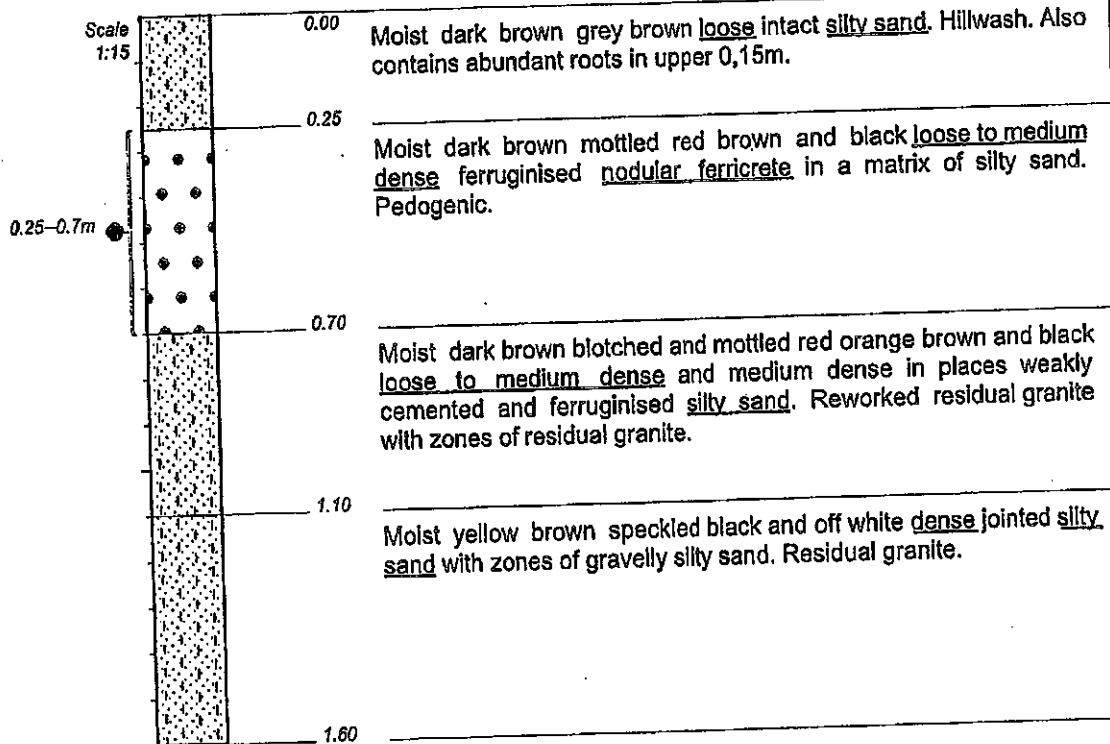 Scale
1:15
0.00
Moist dark brown grey brown loose intact silty sand. Hillwash. Also
contains abundant roots in upper 0,15m.
0.25
Moist dark brown mottled red brown and black loose to medium
dense ferruginised nodular ferricrete in a matrix of silty sand.
Pedogenic.
0.25–0.7m
0.70
Moist dark brown blotched and mottled red orange brown and black
loose to medium dense and medium dense in places weakly
cemented and ferruginised silty sand. Reworked residual granite
with zones of residual granite.
1.10
Moist yellow brown speckled black and off white dense jointed silty
sand with zones of gravelly silty sand. Residual granite.
1.60